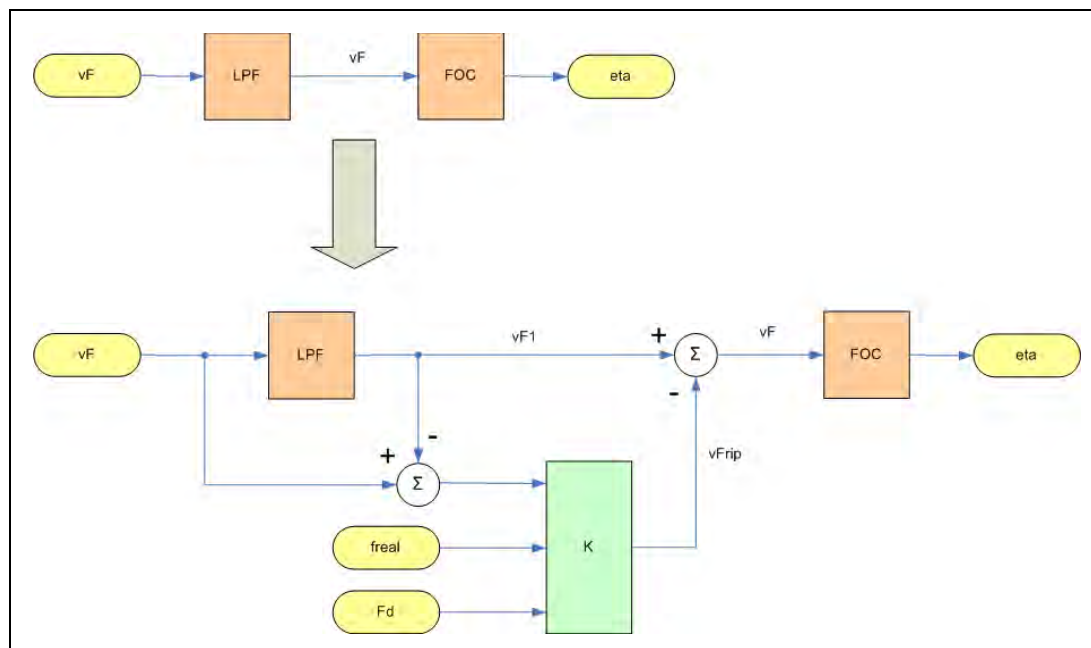 vF
LPF
vF
FOC
eta
vF
LPF
vF1
+
Σ
-
vF
FOC
eta
-
+
Σ
vFrip
freal
K
Fd